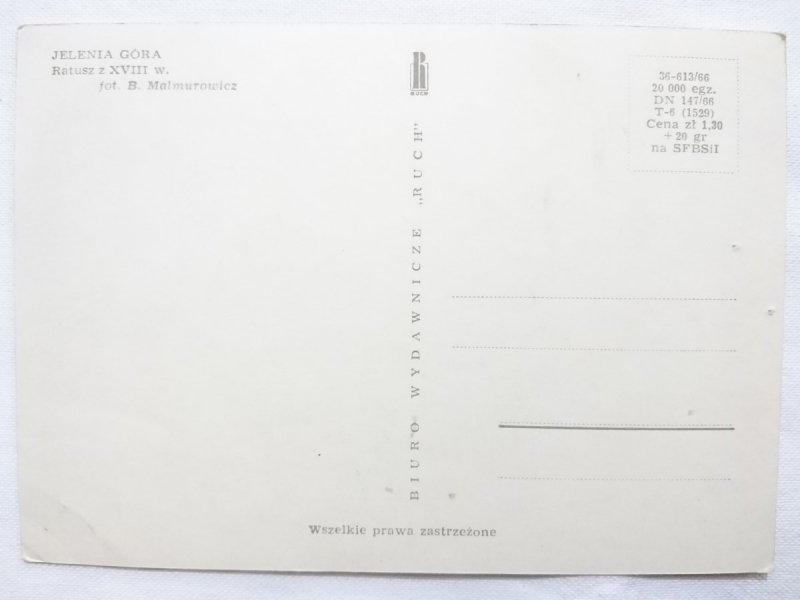 JELENIA GÓRA
Ratusz z XVIII w.
fot. B. Malmurowicz
R
RUCH
BIURO WYDAWNICZE „RUCH"
36-613/66
20 000 egz.
DN 147/66
T-6 (1529)
Cena zł 1,30
+ 20 gr
na SFBSiI
Wszelkie prawa zastrzeżone